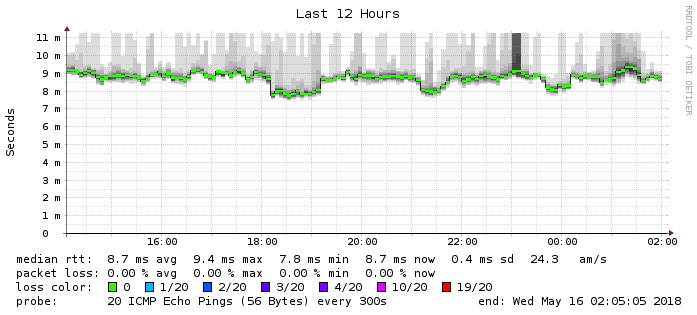 Last 12 Hours
RRDTOOL / TOBI OETIKER
Seconds
11 m
10 m
9 m
8 m
7 m
6 m
5 m
4 m
3 m
2 m
1 m
0
16:00 18:00 20:00 22:00 00:00 02:00
median rtt: 8.7 ms avg 9.4 ms max 7.8 ms min 8.7 ms now 0.4 ms sd 24.3 am/s
packet loss: 0.00 % avg 0.00 % max 0.00 % min 0.00 % now
loss color: 0 1/20 2/20 3/20 4/20 10/20 19/20
probe: 20 ICMP Echo Pings (56 Bytes) every 300s end: Wed May 16 02:05:05 2018